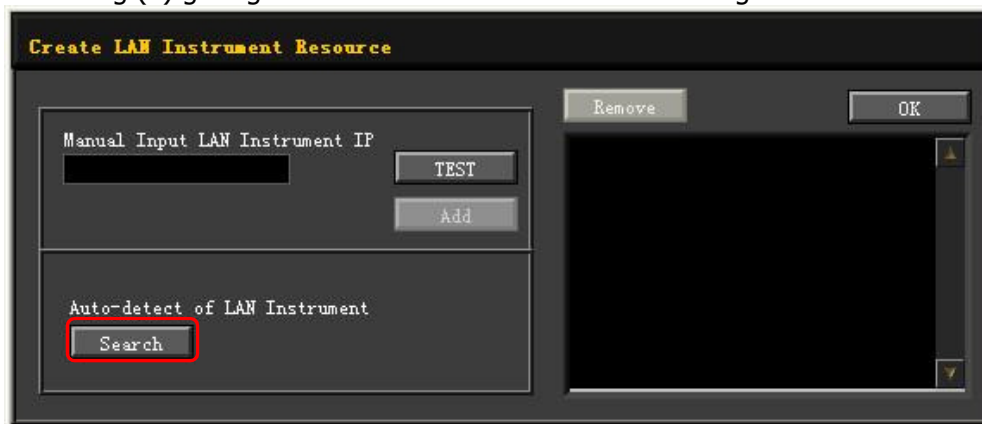 Create LAN Instrument Resource
Remove
OK
Manual Input LAN Instrument IP
TEST
Add
Auto-detect of LAN Instrument
Search